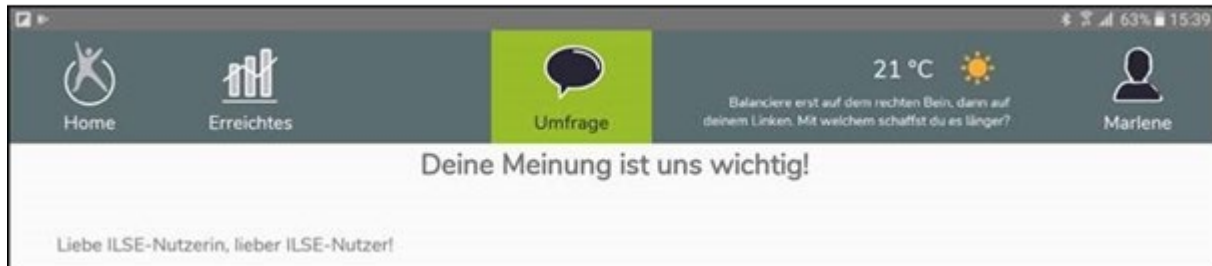 63% 15:39
21 °C
Balanciere erst auf dem rechten Bein, dann auf
deinem Linken. Mit welchem schaffst du es länger?
Home
Erreichtes
Umfrage
Marlene
Deine Meinung ist uns wichtig!
Liebe ILSE-Nutzerin, lieber ILSE-Nutzer!